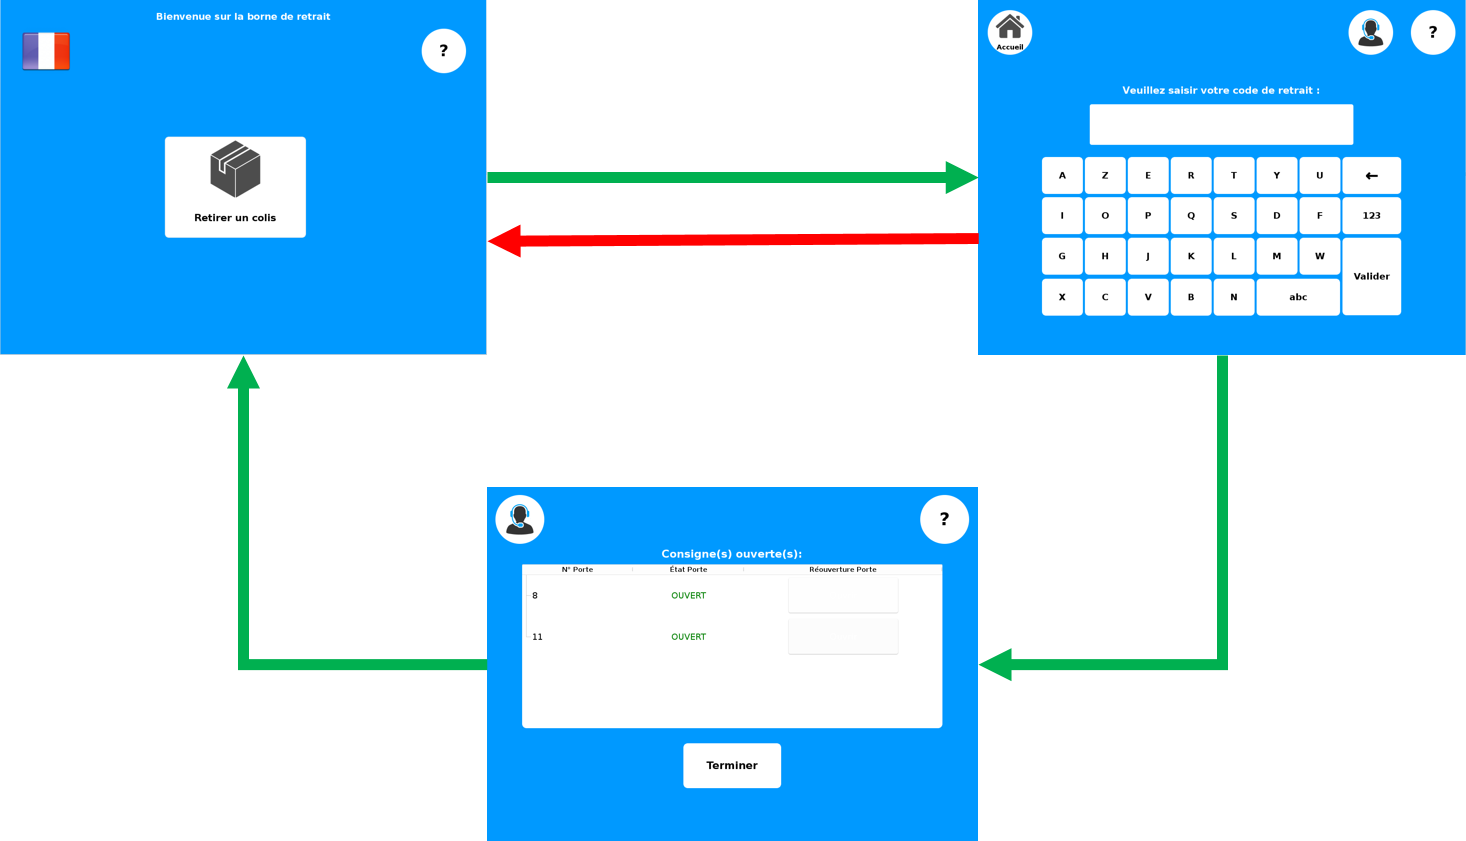 Bienvenue sur la borne de retrait
?
Retirer un colis
Accueil
?
Veuillez saisir votre code de retrait :
A Z E R T Y U ←
I O P Q S D F 123
G H J K L M W
Valider
X C V B N abc
?
Consigne(s) ouverte(s):
N° Porte État Porte Réouverture Porte
8 OUVERT
11 OUVERT
Terminer